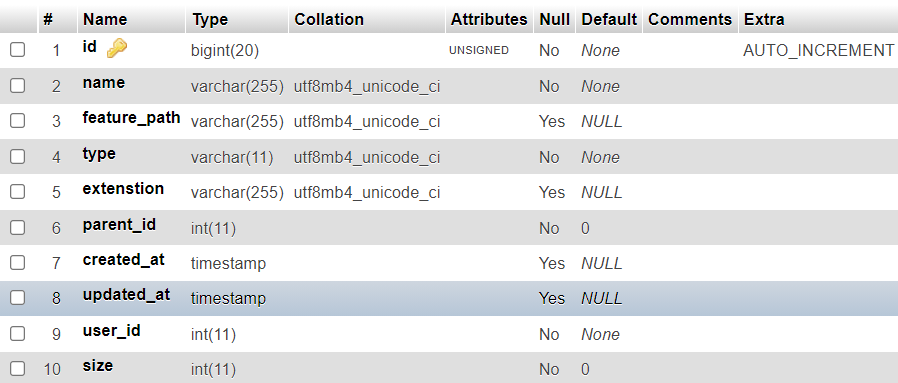 # Name Type Collation Attributes Null Default Comments Extra
1 id bigint(20) UNSIGNED No None AUTO_INCREMENT
2 name varchar(255) utf8mb4_unicode_ci No None
3 feature_path varchar(255) utf8mb4_unicode_ci Yes NULL
4 type varchar(11) utf8mb4_unicode_ci No None
5 extenstion varchar(255) utf8mb4_unicode_ci Yes NULL
6 parent_id int(11) No 0
7 created_at timestamp Yes NULL
8 updated_at timestamp Yes NULL
9 user_id int(11) No None
10 size int(11) No 0